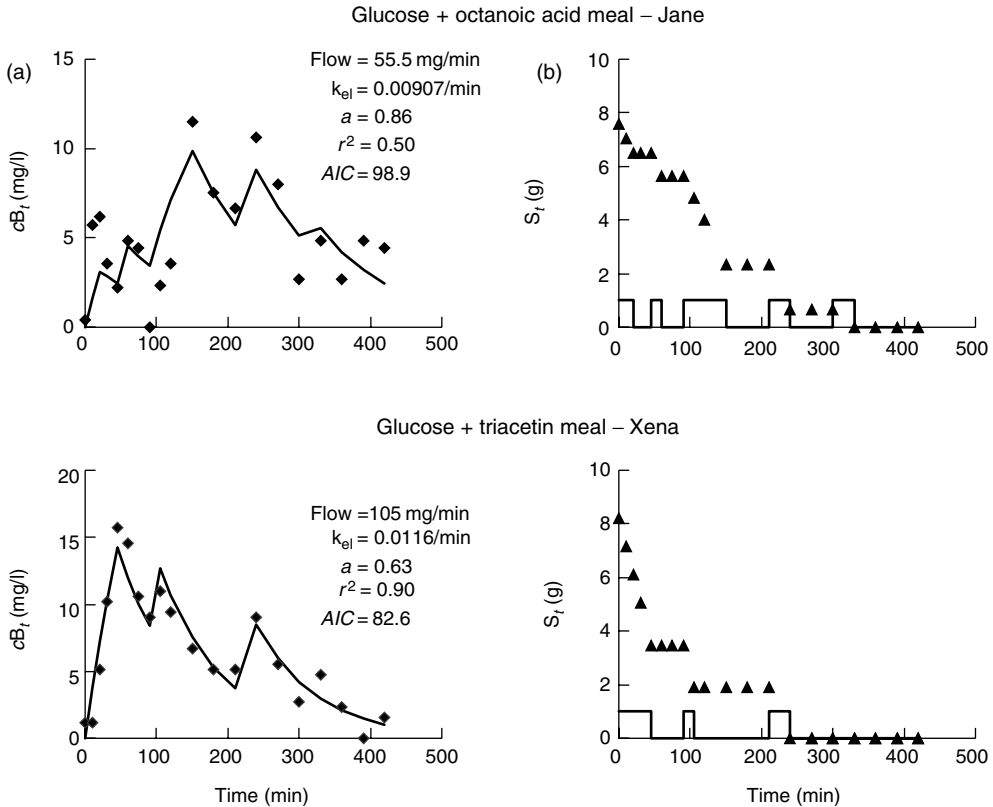 Glucose + octanoic acid meal – Jane
(a)
15
10
5
0
cB_t (mg/l)
Flow = 55.5 mg/min
k_el = 0.00907/min
a = 0.86
r² = 0.50
AIC = 98.9
0 100 200 300 400 500
(b)
10
8
6
4
2
0
S_t (g)
0 100 200 300 400 500
Glucose + triacetin meal – Xena
20
15
10
5
0
cB_t (mg/l)
Flow =105 mg/min
k_el = 0.0116/min
a = 0.63
r² = 0.90
AIC = 82.6
0 100 200 300 400 500
Time (min)
10
8
6
4
2
0
S_t (g)
0 100 200 300 400 500
Time (min)